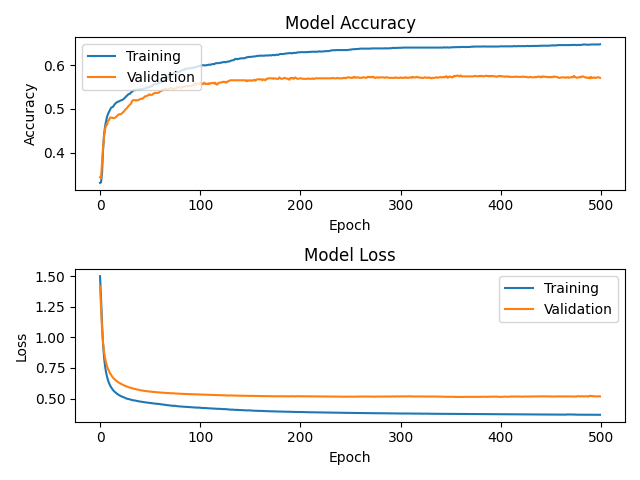 Model Accuracy
Training
Validation
0.6
0.5
0.4
Accuracy
0 100 200 300 400 500
Epoch
Model Loss
1.50
1.25
1.00
0.75
0.50
Loss
Training
Validation
0 100 200 300 400 500
Epoch